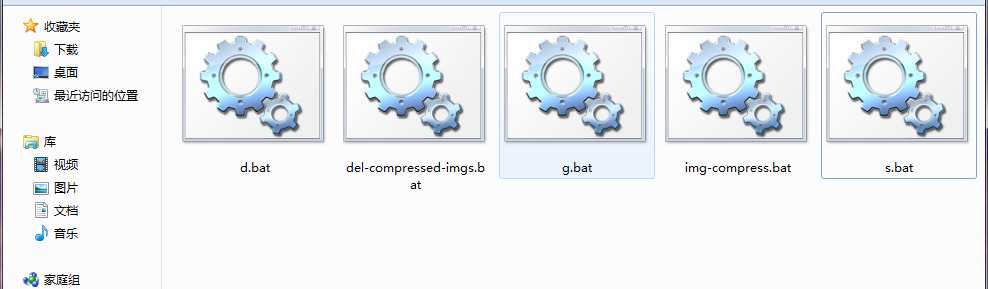 收藏夹
下载
桌面
最近访问的位置
库
视频
图片
文档
音乐
家庭组
d.bat
del-compressed-imgs.b
at
g.bat
img-compress.bat
s.bat